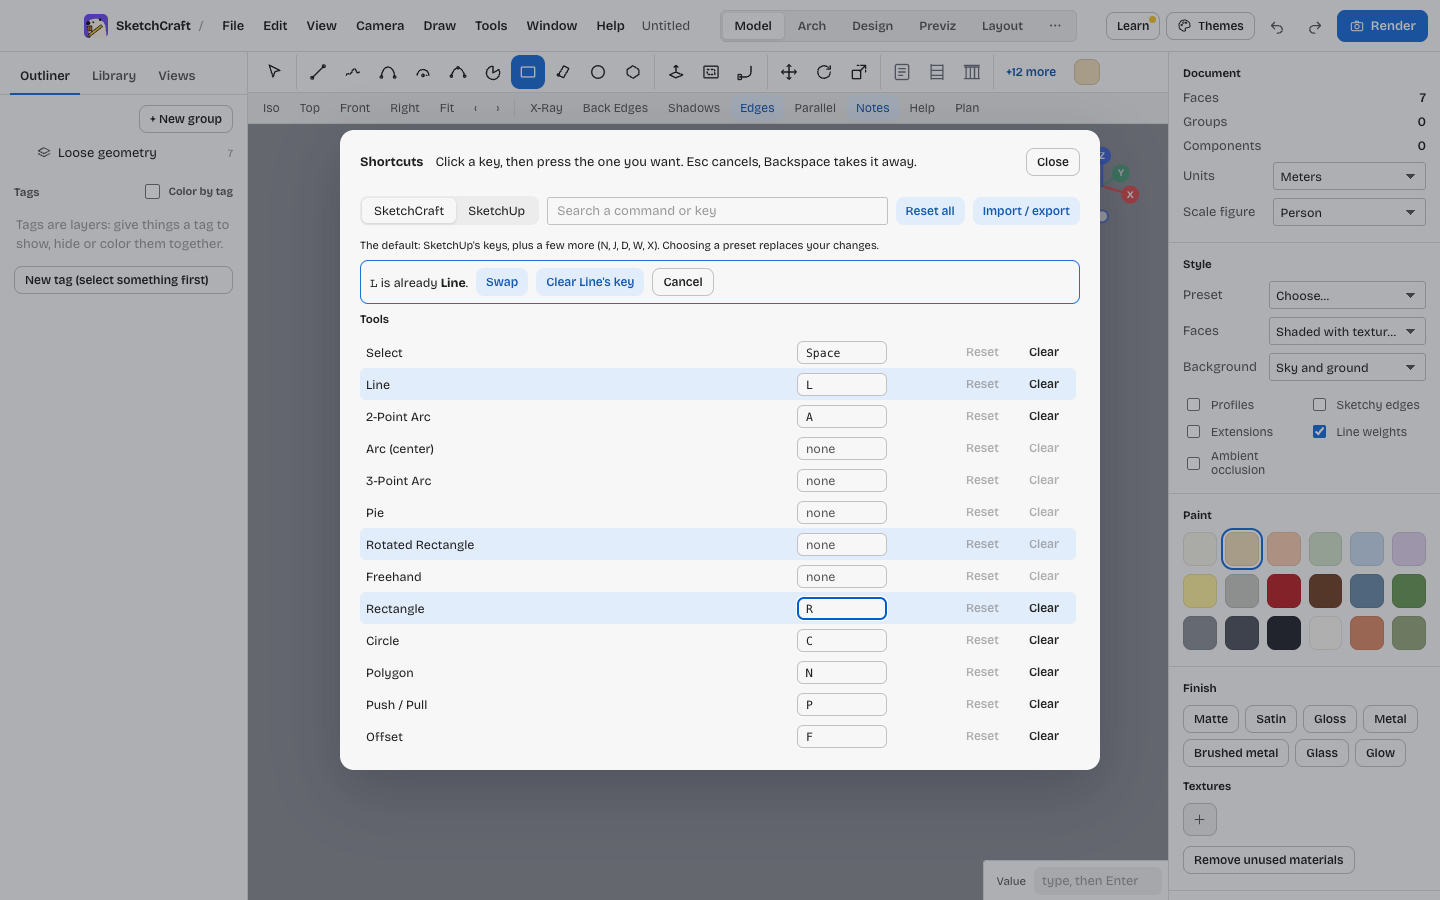 SketchCraft / File Edit View Camera Draw Tools Window Help Untitled Model Arch Design Previz Layout ··· Learn Themes Render
Outliner Library Views
+12 more
Iso Top Front Right Fit ‹ › X-Ray Back Edges Shadows Edges Parallel Notes Help Plan
+ New group
Loose geometry 7
Tags Color by tag
Tags are layers: give things a tag to
show, hide or color them together.
New tag (select something first)
Z
Y
X
Shortcuts Click a key, then press the one you want. Esc cancels, Backspace takes it away. Close
SketchCraft SketchUp Search a command or key Reset all Import / export
The default: SketchUp's keys, plus a few more (N, J, D, W, X). Choosing a preset replaces your changes.
L is already Line. Swap Clear Line's key Cancel
Tools
Select Space Reset Clear
Line L Reset Clear
2-Point Arc A Reset Clear
Arc (center) none Reset Clear
3-Point Arc none Reset Clear
Pie none Reset Clear
Rotated Rectangle none Reset Clear
Freehand none Reset Clear
Rectangle R Reset Clear
Circle C Reset Clear
Polygon N Reset Clear
Push / Pull P Reset Clear
Offset F Reset Clear
Value type, then Enter
Document
Faces 7
Groups 0
Components 0
Units Meters
Scale figure Person
Style
Preset Choose...
Faces Shaded with textur...
Background Sky and ground
Profiles Sketchy edges
Extensions Line weights
Ambient
occlusion
Paint
Finish
Matte Satin Gloss Metal
Brushed metal Glass Glow
Textures
+
Remove unused materials